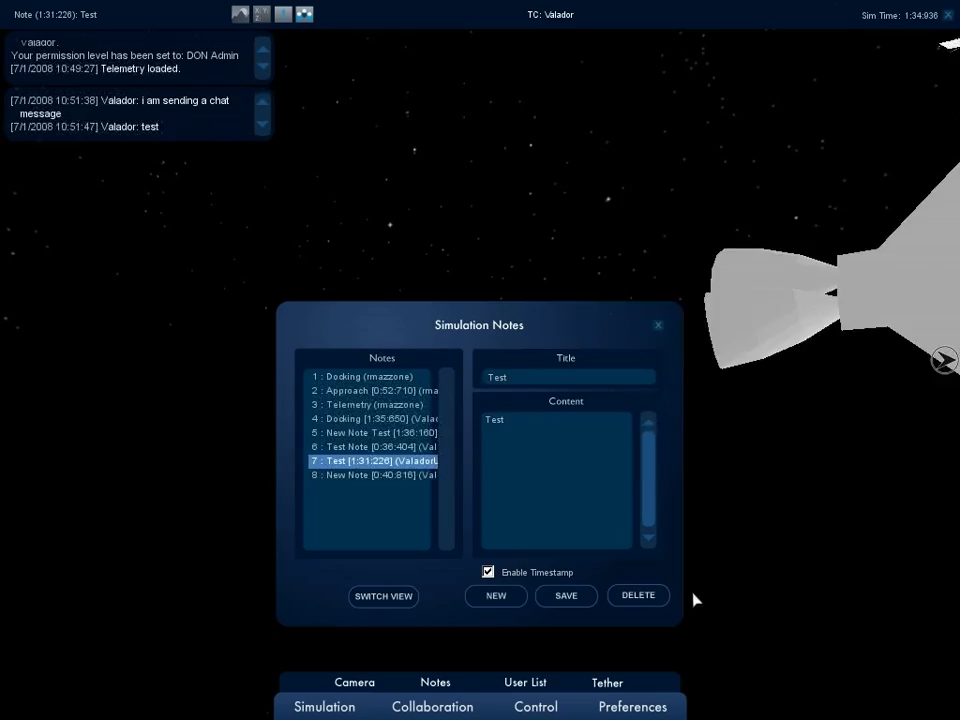 Note (1:31:226): Test
X: Y: Z:
TC: Valador
Sim Time: 1:34:936
Valador.
Your permission level has been set to: DON Admin
[7/1/2008 10:49:27] Telemetry loaded.
[7/1/2008 10:51:38] Valador: i am sending a chat
message
[7/1/2008 10:51:47] Valador: test
Simulation Notes
Notes
1 : Docking (rmazzone)
2 : Approach [0:52:710] (rma
3 : Telemetry (rmazzone)
4 : Docking [1:35:650] (Valac
5 : New Note Test [1:36:160]
6 : Test Note [0:36:404] (Val
7 : Test [1:31:226] (ValadorU
8 : New Note [0:40:816] (Val
Title
Test
Content
Test
Enable Timestamp
SWITCH VIEW
NEW
SAVE
DELETE
Camera
Notes
User List
Tether
Simulation
Collaboration
Control
Preferences